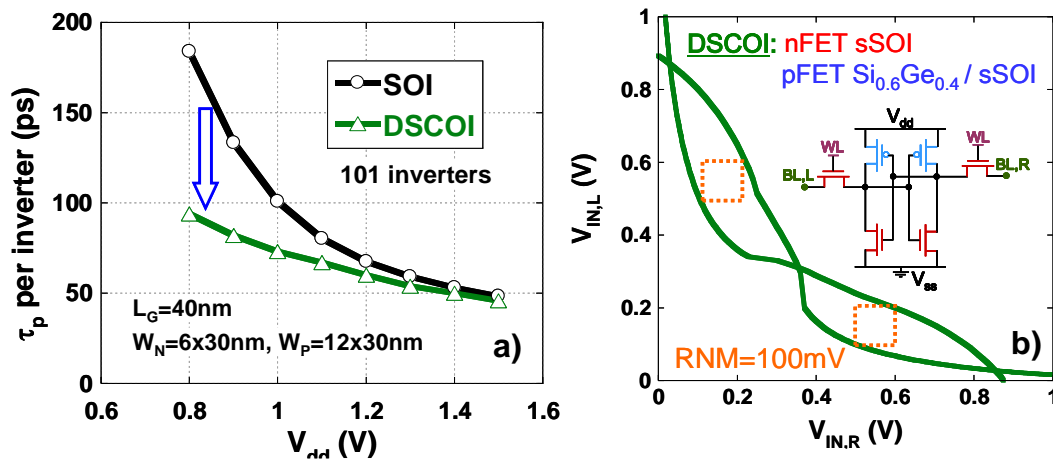 200
150
100
50
0
0.6
0.8
1
1.2
1.4
1.6
τp per inverter (ps)
Vdd (V)
SOI
DSCOI
101 inverters
LG=40nm
WN=6x30nm, WP=12x30nm
a)
1
0.8
0.6
0.4
0.2
0
0
0.2
0.4
0.6
0.8
1
VIN,L (V)
VIN,R (V)
DSCOI: nFET sSOI
pFET Si0.6Ge0.4 / sSOI
Vdd
WL
WL
BL,L
BL,R
Vss
RNM=100mV
b)